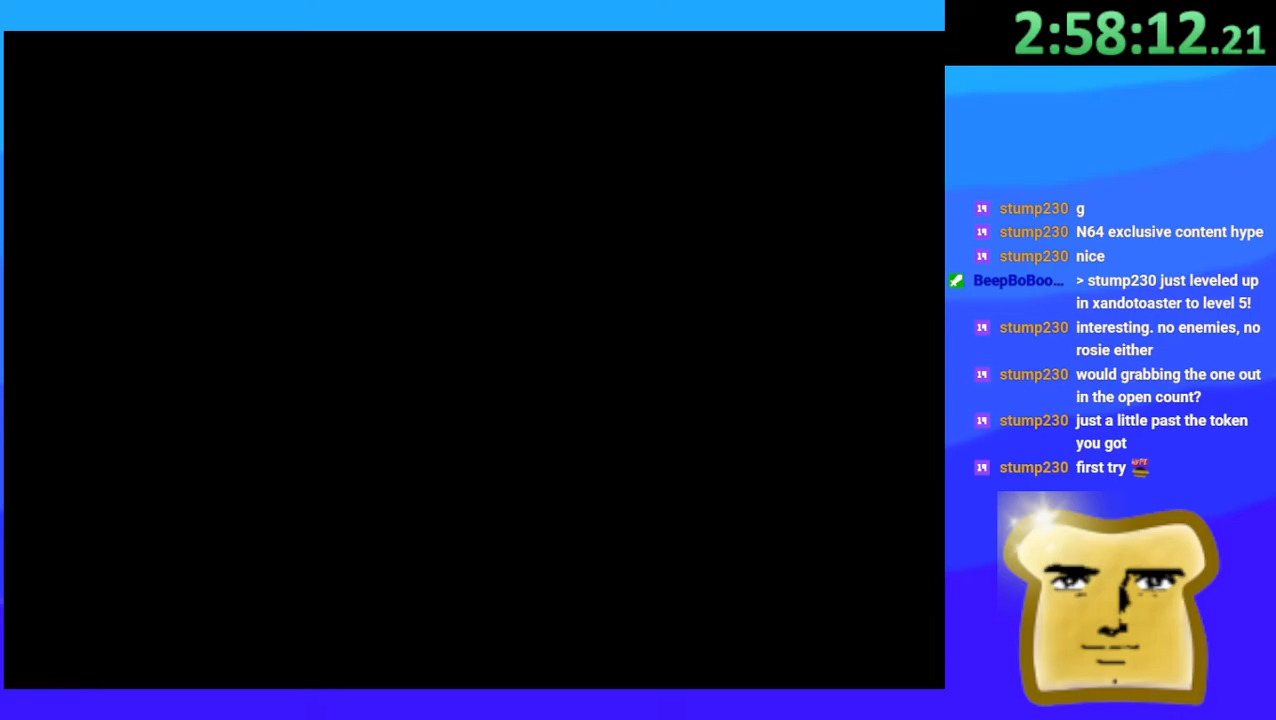 2:58:12.21
stump230 g
stump230 N64 exclusive content hype
stump230 nice
BeepBoBoo... > stump230 just leveled up
in xandotoaster to level 5!
stump230 interesting. no enemies, no
rosie either
stump230 would grabbing the one out
in the open count?
stump230 just a little past the token
you got
stump230 first try